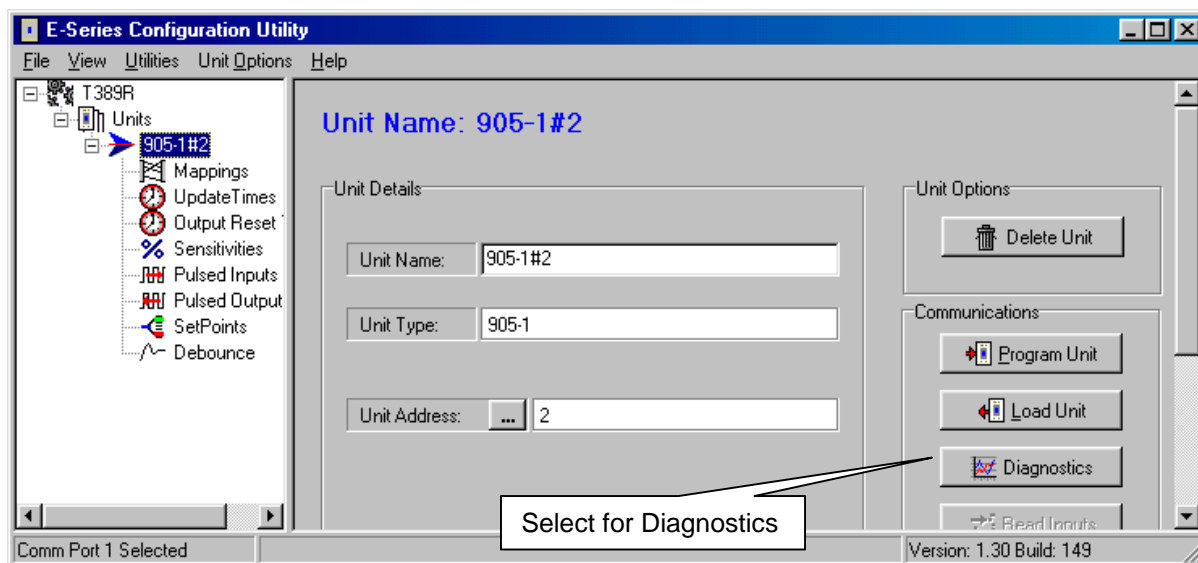 E-Series Configuration Utility
File View Utilities Unit Options Help
T389R
Units
905-1#2
Mappings
UpdateTimes
Output Reset
Sensitivities
Pulsed Inputs
Pulsed Output
SetPoints
Debounce
Unit Name: 905-1#2
Unit Details
Unit Name: 905-1#2
Unit Type: 905-1
Unit Address: ... 2
Unit Options
Delete Unit
Communications
Program Unit
Load Unit
Diagnostics
Read Inputs
Select for Diagnostics
Comm Port 1 Selected
Version: 1.30 Build: 149